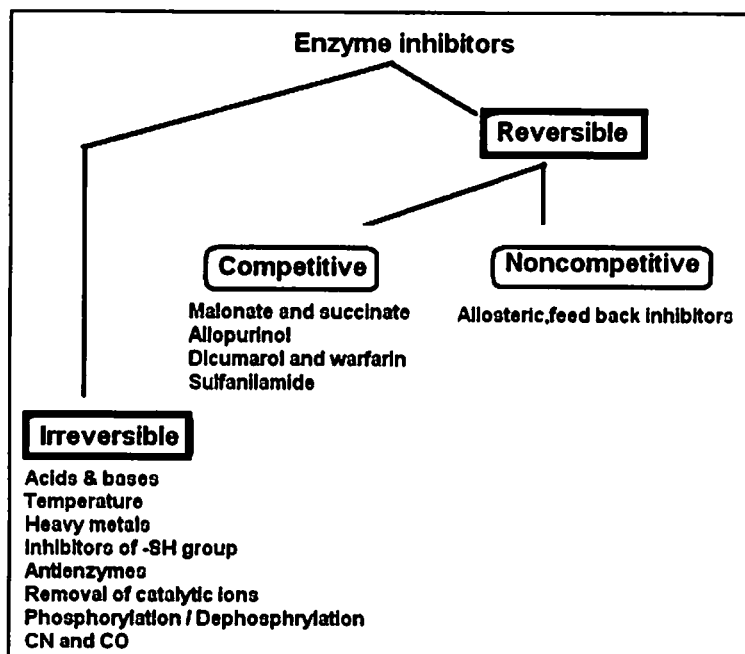 Enzyme inhibitors
Reversible
Competitive
Malonate and succinate
Allopurinol
Dicumarol and warfarin
Sulfanilamide
Noncompetitive
Allosteric,feed back inhibitors
Irreversible
Acids & bases
Temperature
Heavy metals
Inhibitors of -SH group
Antienzymes
Removal of catalytic ions
Phosphorylation / Dephosphrylation
CN and CO